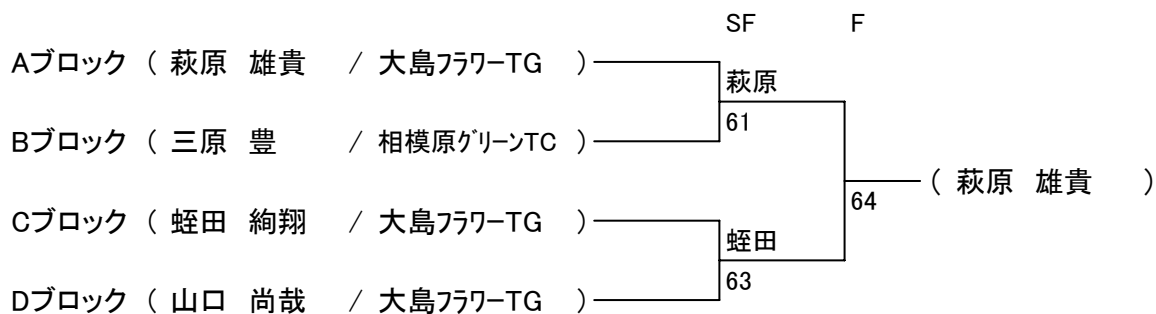 SF F
Aブロック ( 萩原 雄貴 / 大島ﾌﾗﾜｰTG )
萩原
61
Bブロック ( 三原 豊 / 相模原ｸﾞﾘｰﾝTC )
( 萩原 雄貴 )
64
Cブロック ( 蛭田 絢翔 / 大島ﾌﾗﾜｰTG )
蛭田
63
Dブロック ( 山口 尚哉 / 大島ﾌﾗﾜｰTG )